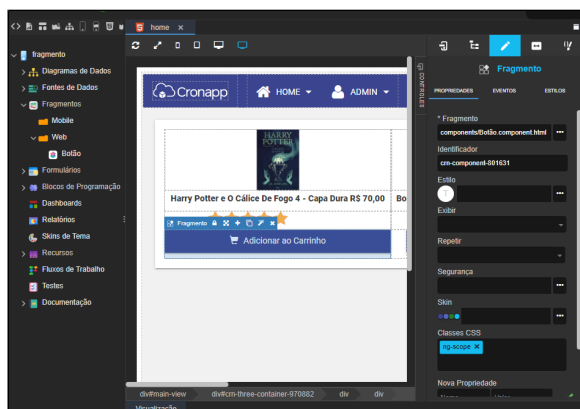 home ×
fragmento
Diagramas de Dados
Fontes de Dados
Fragmentos
Mobile
Web
Botão
Formulários
Blocos de Programação
Dashboards
Relatórios
Skins de Tema
Recursos
Fluxos de Trabalho
Testes
Documentação
Cronapp
HOME
ADMIN
HARRY
POTTER
Harry Potter e O Cálice De Fogo 4 - Capa Dura R$ 70,00
Bo
Fragmento
Adicionar ao Carrinho
div#main-view
div#crn-three-container-970882
div
div
Visualização
CONTROLES
Fragmento
PROPRIEDADES
EVENTOS
ESTILOS
* Fragmento
components/Botão.component.html
Identificador
crn-component-801631
Estilo
T
Exibir
Repetir
Segurança
Skin
Classes CSS
ng-scope ×
Nova Propriedade
Nome
Valor